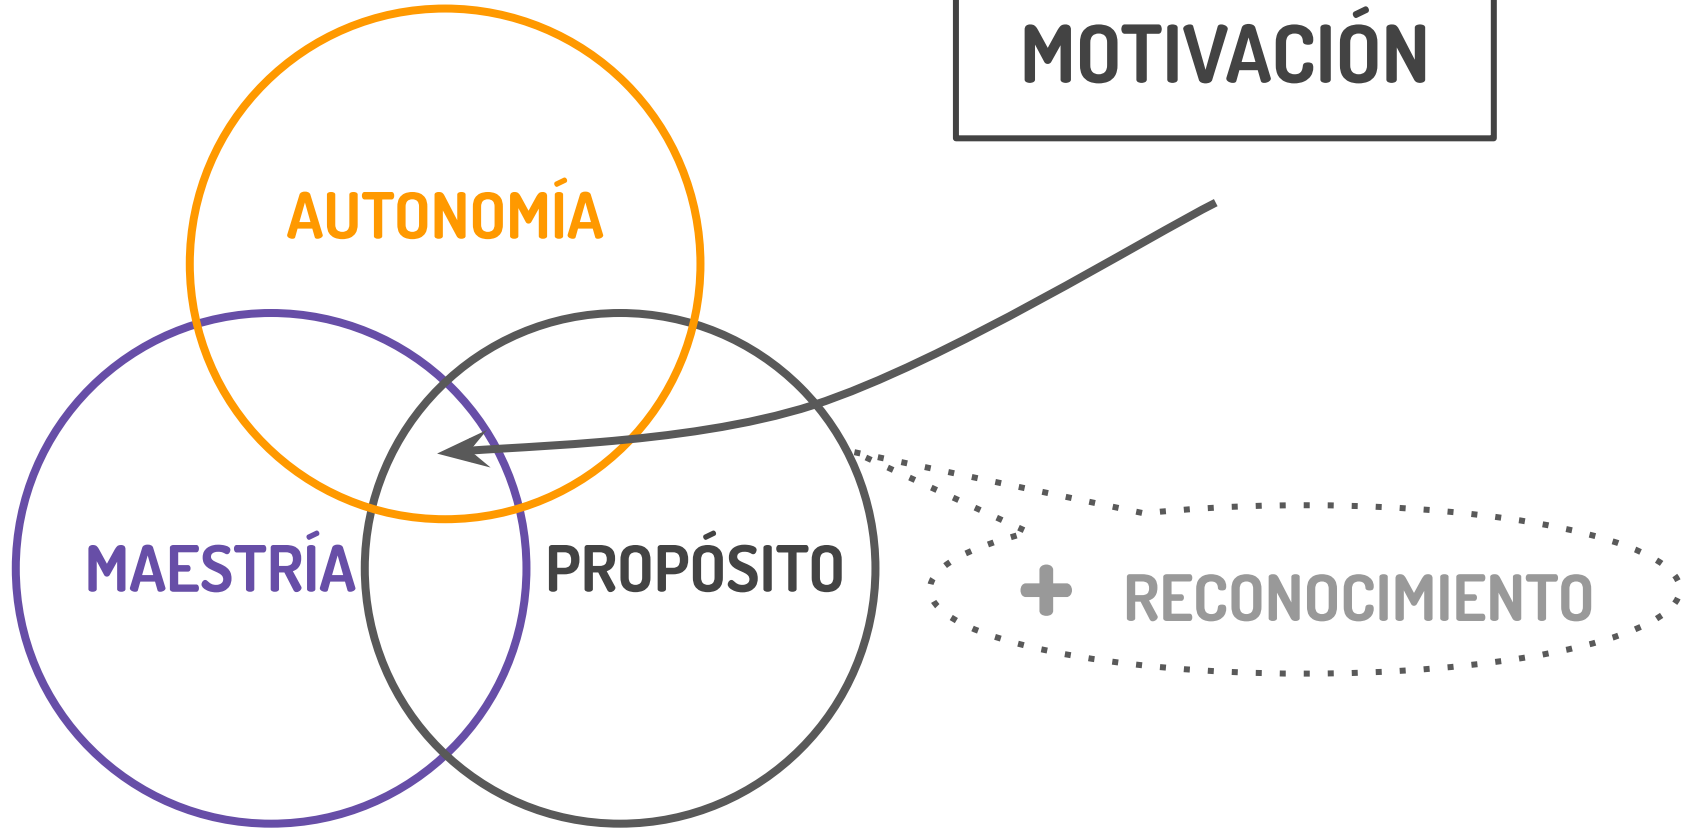 MOTIVACIÓN
AUTONOMÍA
MAESTRÍA
PROPÓSITO
+ RECONOCIMIENTO